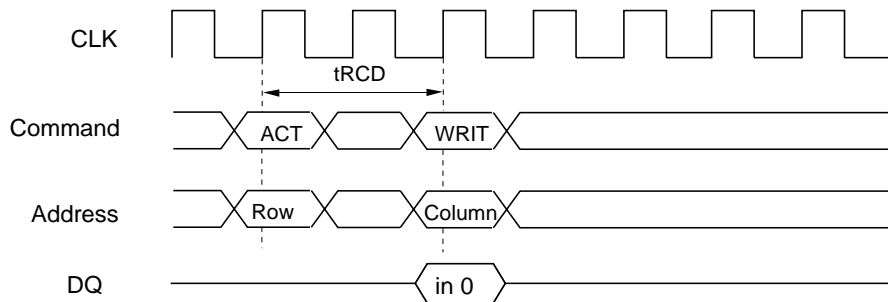 CLK
tRCD
Command ACT WRIT
Address Row Column
DQ in 0